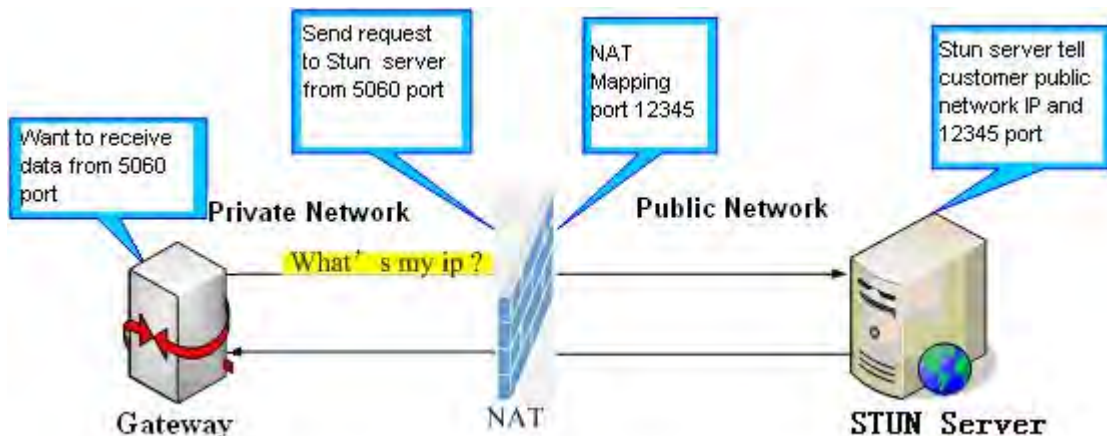 Send request
to Stun server
from 5060 port
NAT
Mapping
port 12345
Stun server tell
customer public
network IP and
12345 port
Want to receive
data from 5060
port
Private Network
Public Network
What's my ip ?
Gateway
NAT
STUN Server